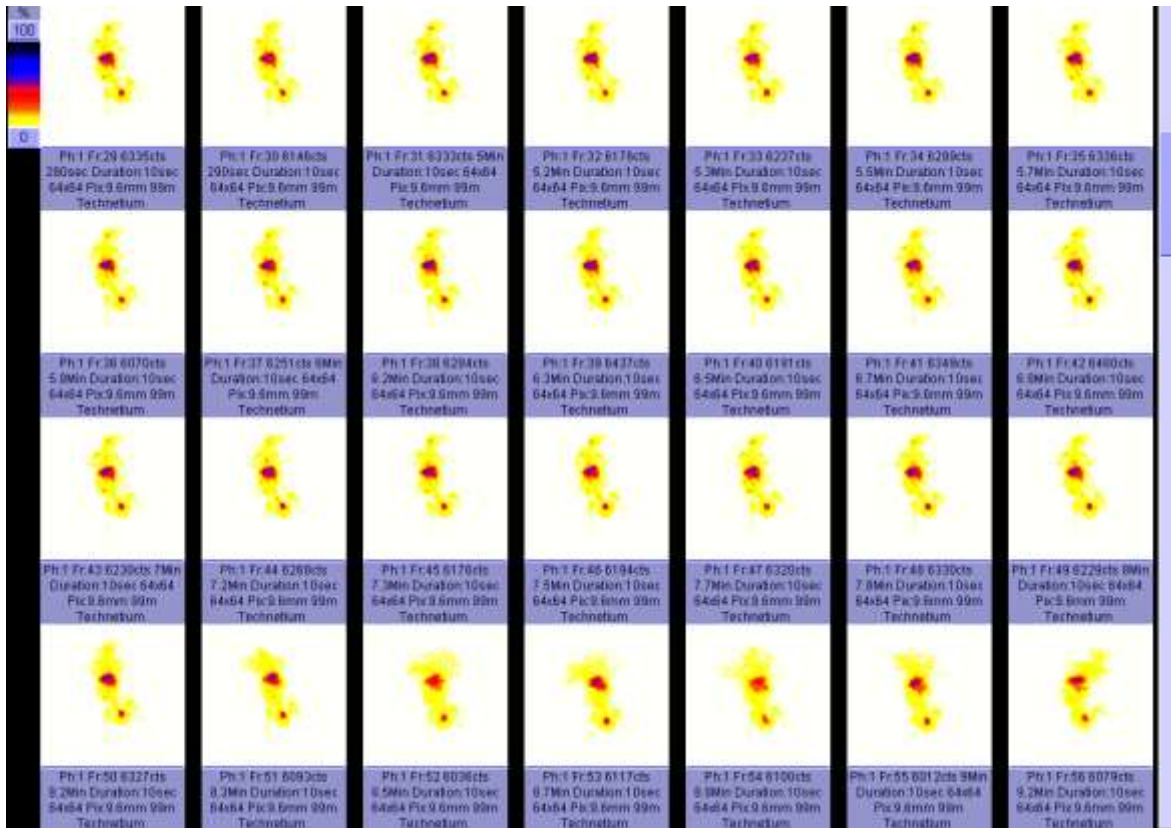 %
100
0
Ph:1 Fr:29 6335cts
280sec Duration:10sec
64x64 Pix:9.6mm 99m
Technetium
Ph:1 Fr:30 6146cts
290sec Duration:10sec
64x64 Pix:9.6mm 99m
Technetium
Ph:1 Fr:31 6333cts 5Min
Duration:10sec 64x64
Pix:9.6mm 99m
Technetium
Ph:1 Fr:32 6178cts
5.2Min Duration:10sec
64x64 Pix:9.6mm 99m
Technetium
Ph:1 Fr:33 6237cts
5.3Min Duration:10sec
64x64 Pix:9.6mm 99m
Technetium
Ph:1 Fr:34 6299cts
5.5Min Duration:10sec
64x64 Pix:9.6mm 99m
Technetium
Ph:1 Fr:35 6336cts
5.7Min Duration:10sec
64x64 Pix:9.6mm 99m
Technetium
Ph:1 Fr:36 6070cts
5.8Min Duration:10sec
64x64 Pix:9.6mm 99m
Technetium
Ph:1 Fr:37 6251cts 6Min
Duration:10sec 64x64
Pix:9.6mm 99m
Technetium
Ph:1 Fr:38 6284cts
6.2Min Duration:10sec
64x64 Pix:9.6mm 99m
Technetium
Ph:1 Fr:39 6437cts
6.3Min Duration:10sec
64x64 Pix:9.6mm 99m
Technetium
Ph:1 Fr:40 6181cts
6.5Min Duration:10sec
64x64 Pix:9.6mm 99m
Technetium
Ph:1 Fr:41 6348cts
6.7Min Duration:10sec
64x64 Pix:9.6mm 99m
Technetium
Ph:1 Fr:42 6460cts
6.8Min Duration:10sec
64x64 Pix:9.6mm 99m
Technetium
Ph:1 Fr:43 6230cts 7Min
Duration:10sec 64x64
Pix:9.6mm 99m
Technetium
Ph:1 Fr:44 6268cts
7.2Min Duration:10sec
64x64 Pix:9.6mm 99m
Technetium
Ph:1 Fr:45 6176cts
7.3Min Duration:10sec
64x64 Pix:9.6mm 99m
Technetium
Ph:1 Fr:46 6194cts
7.5Min Duration:10sec
64x64 Pix:9.6mm 99m
Technetium
Ph:1 Fr:47 6320cts
7.7Min Duration:10sec
64x64 Pix:9.6mm 99m
Technetium
Ph:1 Fr:48 6330cts
7.8Min Duration:10sec
64x64 Pix:9.6mm 99m
Technetium
Ph:1 Fr:49 6229cts 8Min
Duration:10sec 64x64
Pix:9.6mm 99m
Technetium
Ph:1 Fr:50 6327cts
8.2Min Duration:10sec
64x64 Pix:9.6mm 99m
Technetium
Ph:1 Fr:51 6093cts
8.3Min Duration:10sec
64x64 Pix:9.6mm 99m
Technetium
Ph:1 Fr:52 6036cts
8.5Min Duration:10sec
64x64 Pix:9.6mm 99m
Technetium
Ph:1 Fr:53 6117cts
8.7Min Duration:10sec
64x64 Pix:9.6mm 99m
Technetium
Ph:1 Fr:54 6100cts
8.8Min Duration:10sec
64x64 Pix:9.6mm 99m
Technetium
Ph:1 Fr:55 6012cts 9Min
Duration:10sec 64x64
Pix:9.6mm 99m
Technetium
Ph:1 Fr:56 6079cts
9.2Min Duration:10sec
64x64 Pix:9.6mm 99m
Technetium